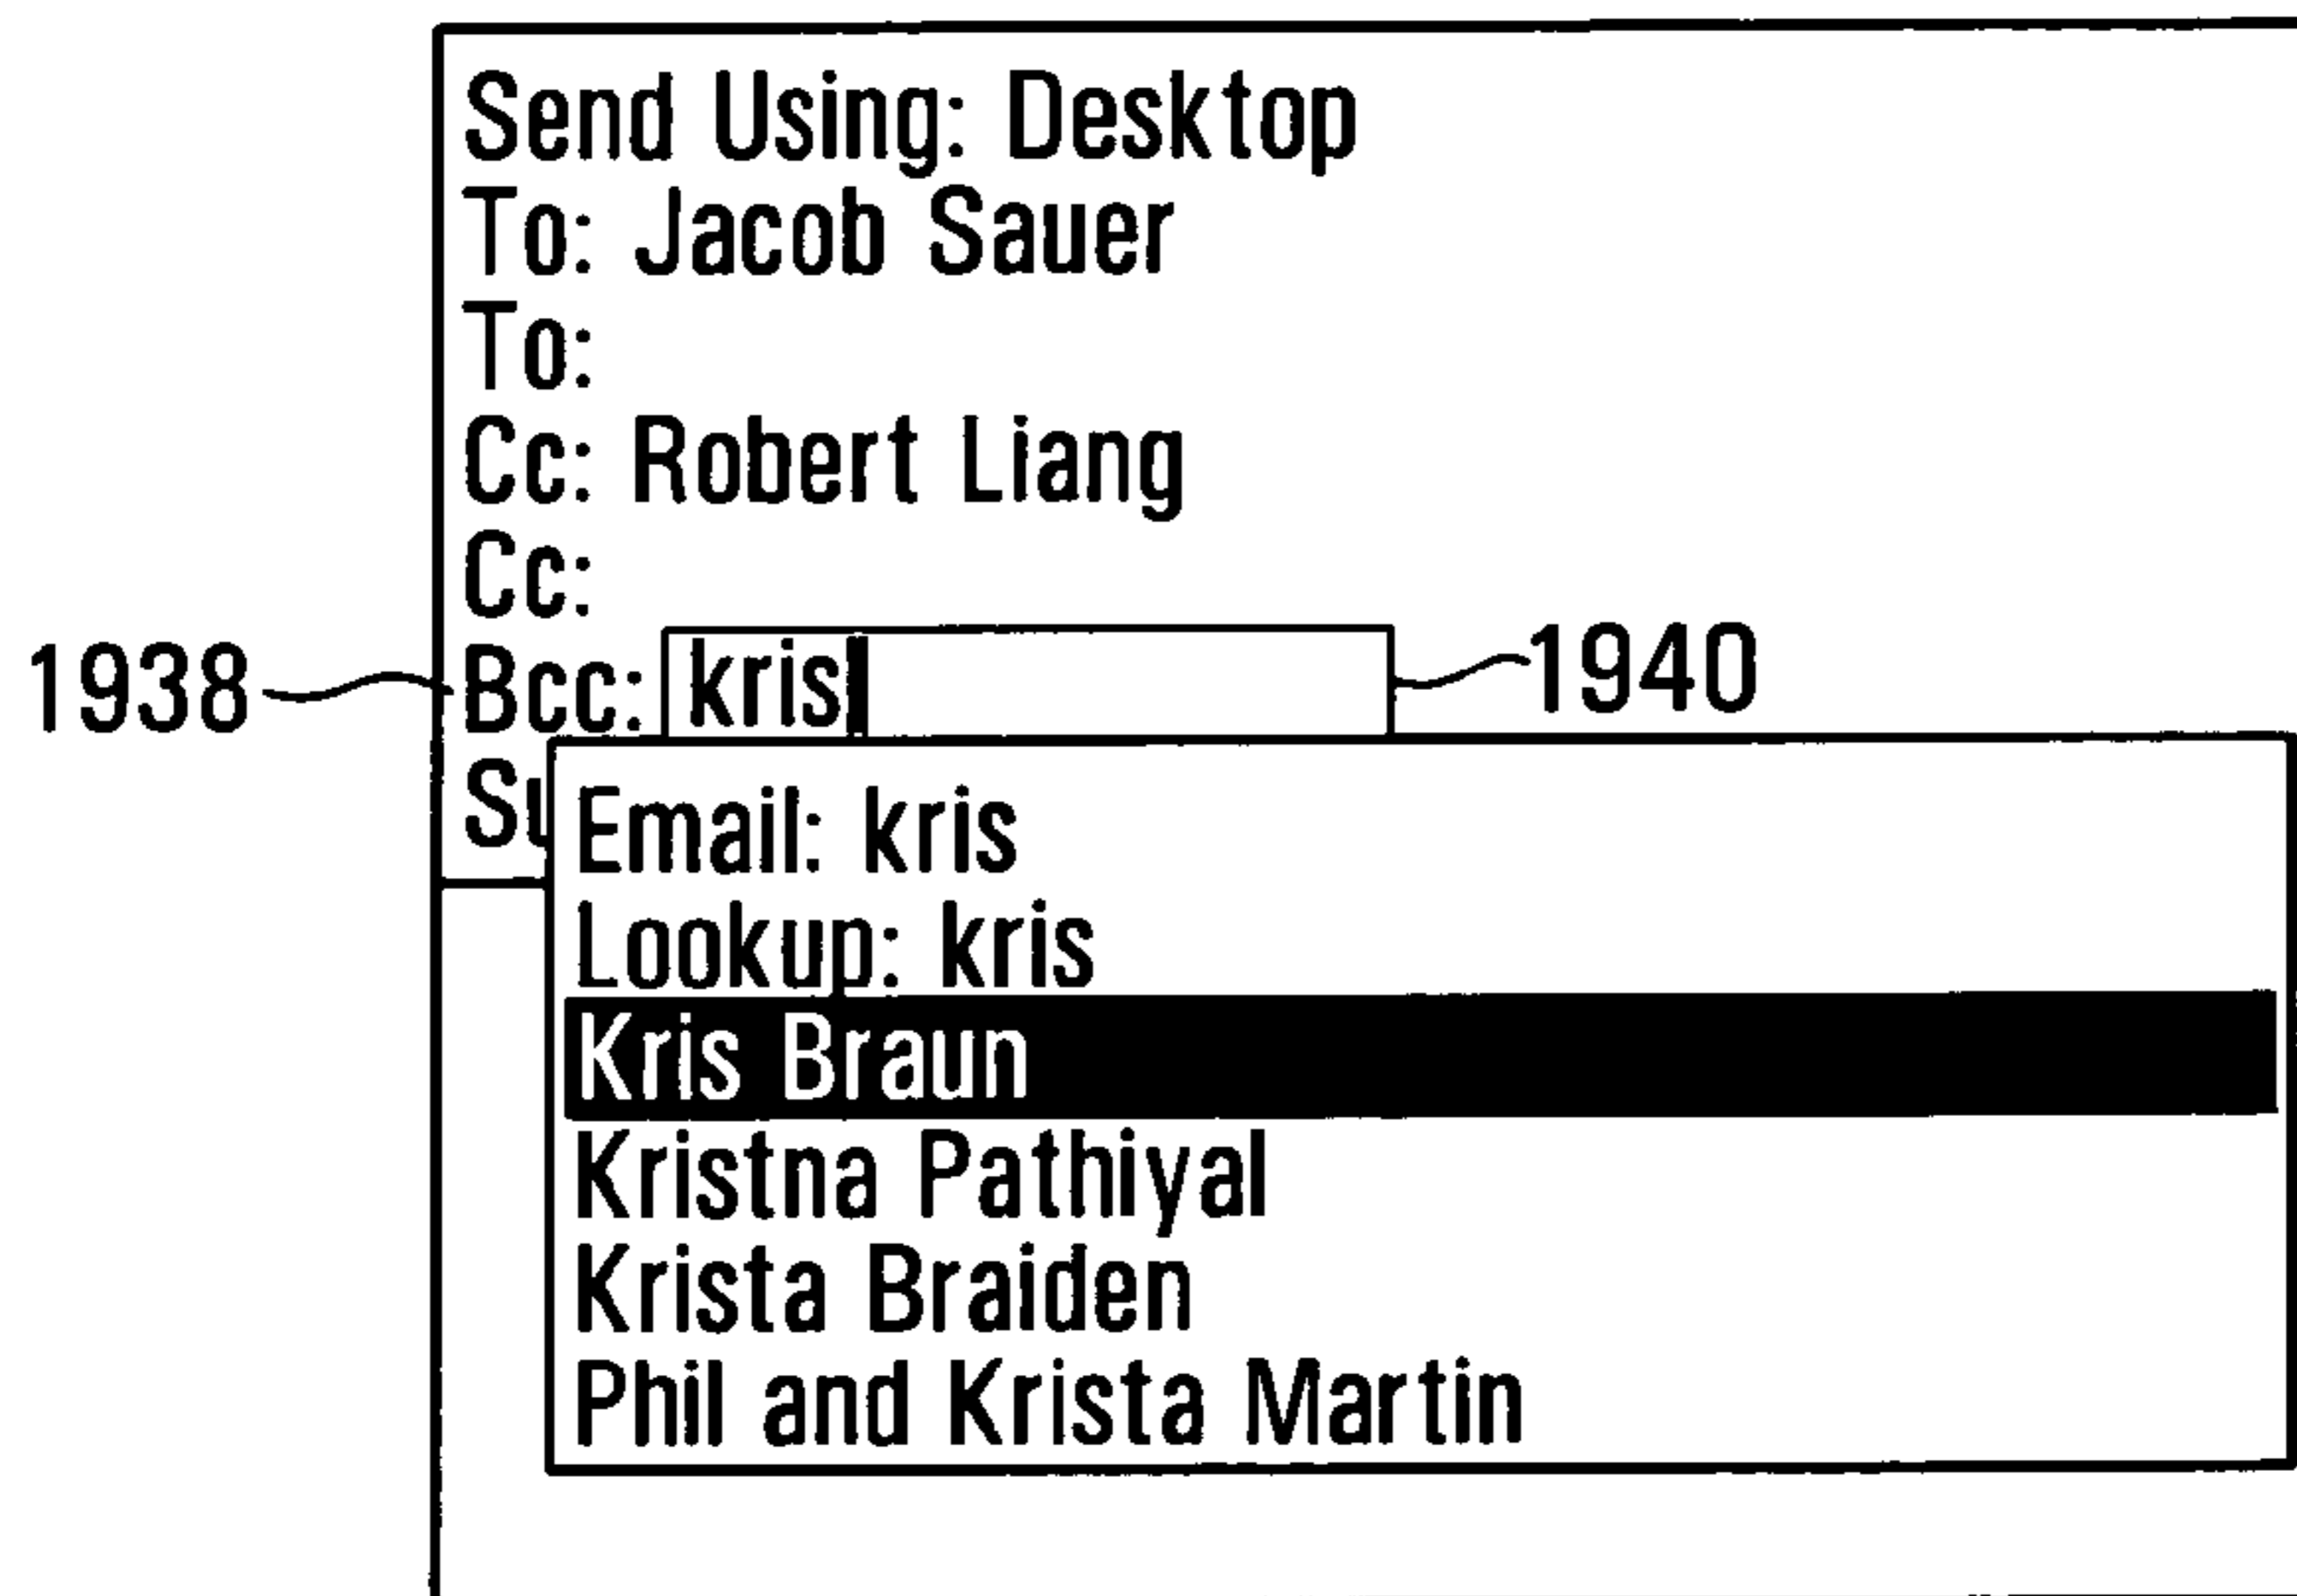 Send Using: Desktop
To: Jacob Sauer
To:
Cc: Robert Liang
Cc:
1938 Bcc: kris 1940
Email: kris
Lookup: kris
Kris Braun
Kristna Pathiyal
Krista Braiden
Phil and Krista Martin